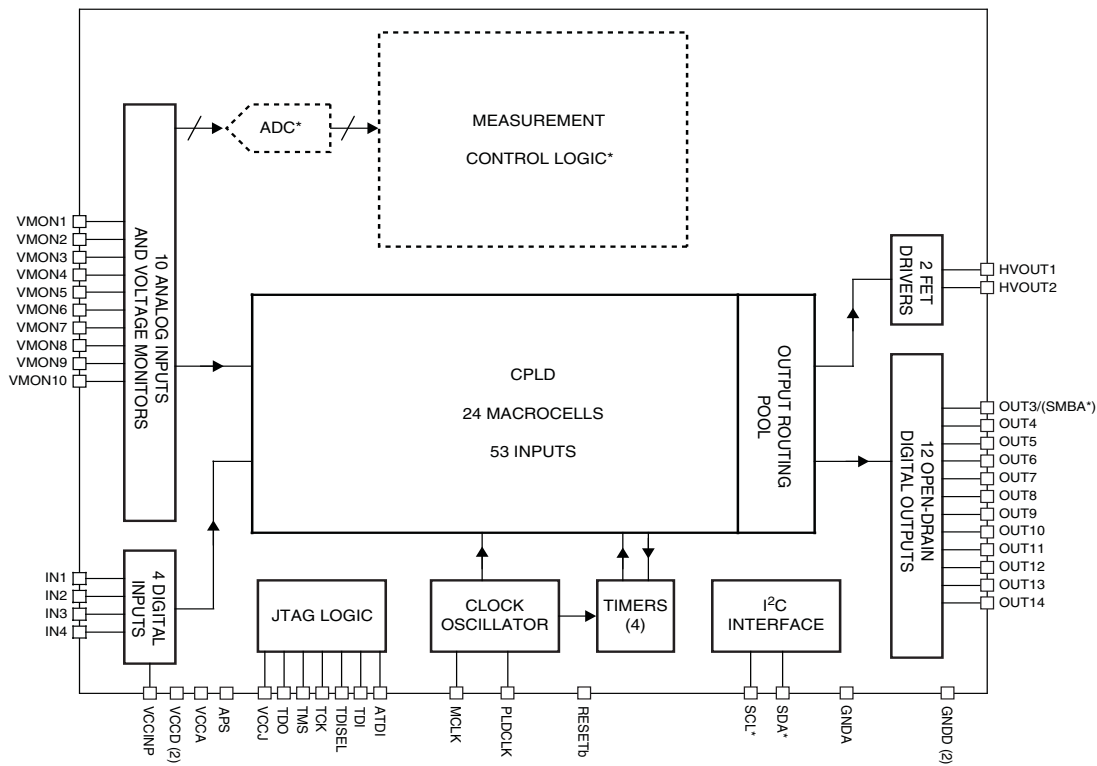 ADC*
MEASUREMENT
CONTROL LOGIC*
VMON1
VMON2
VMON3
VMON4
VMON5
VMON6
VMON7
VMON8
VMON9
VMON10
10 ANALOG INPUTS
AND VOLTAGE MONITORS
CPLD
24 MACROCELLS
53 INPUTS
OUTPUT ROUTING
POOL
2 FET
DRIVERS
HVOUT1
HVOUT2
12 OPEN-DRAIN
DIGITAL OUTPUTS
OUT3/(SMBA*)
OUT4
OUT5
OUT6
OUT7
OUT8
OUT9
OUT10
OUT11
OUT12
OUT13
OUT14
IN1
IN2
IN3
IN4
4 DIGITAL
INPUTS
JTAG LOGIC
CLOCK
OSCILLATOR
TIMERS
(4)
I²C
INTERFACE
VCCINP
VCCD (2)
VCCA
APS
VCCJ
TDO
TMS
TCK
TDISEL
TDI
ATDI
MCLK
PLDCLK
RESETb
SCL*
SDA*
GNDA
GNDD (2)